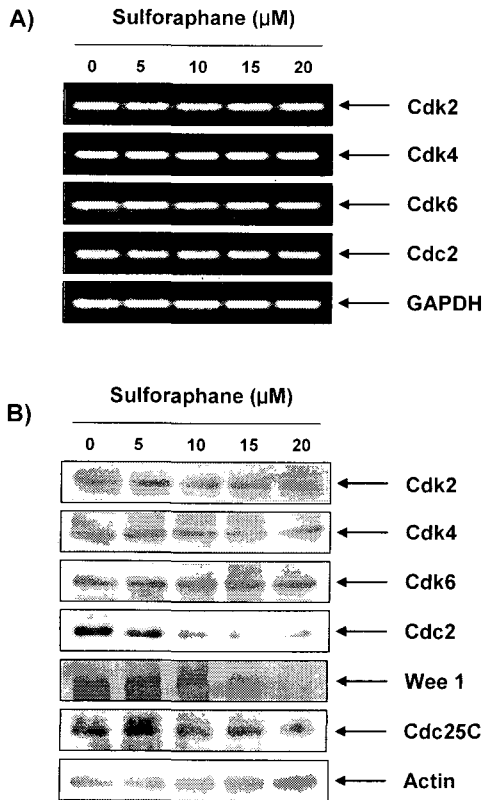 A)
Sulforaphane (µM)
0 5 10 15 20
Cdk2
Cdk4
Cdk6
Cdc2
GAPDH
B)
Sulforaphane (µM)
0 5 10 15 20
Cdk2
Cdk4
Cdk6
Cdc2
Wee 1
Cdc25C
Actin